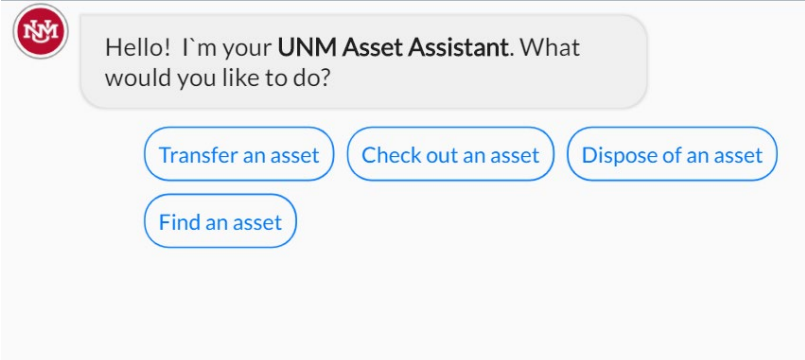 NM
Hello! I`m your UNM Asset Assistant. What
would you like to do?
Transfer an asset Check out an asset Dispose of an asset
Find an asset